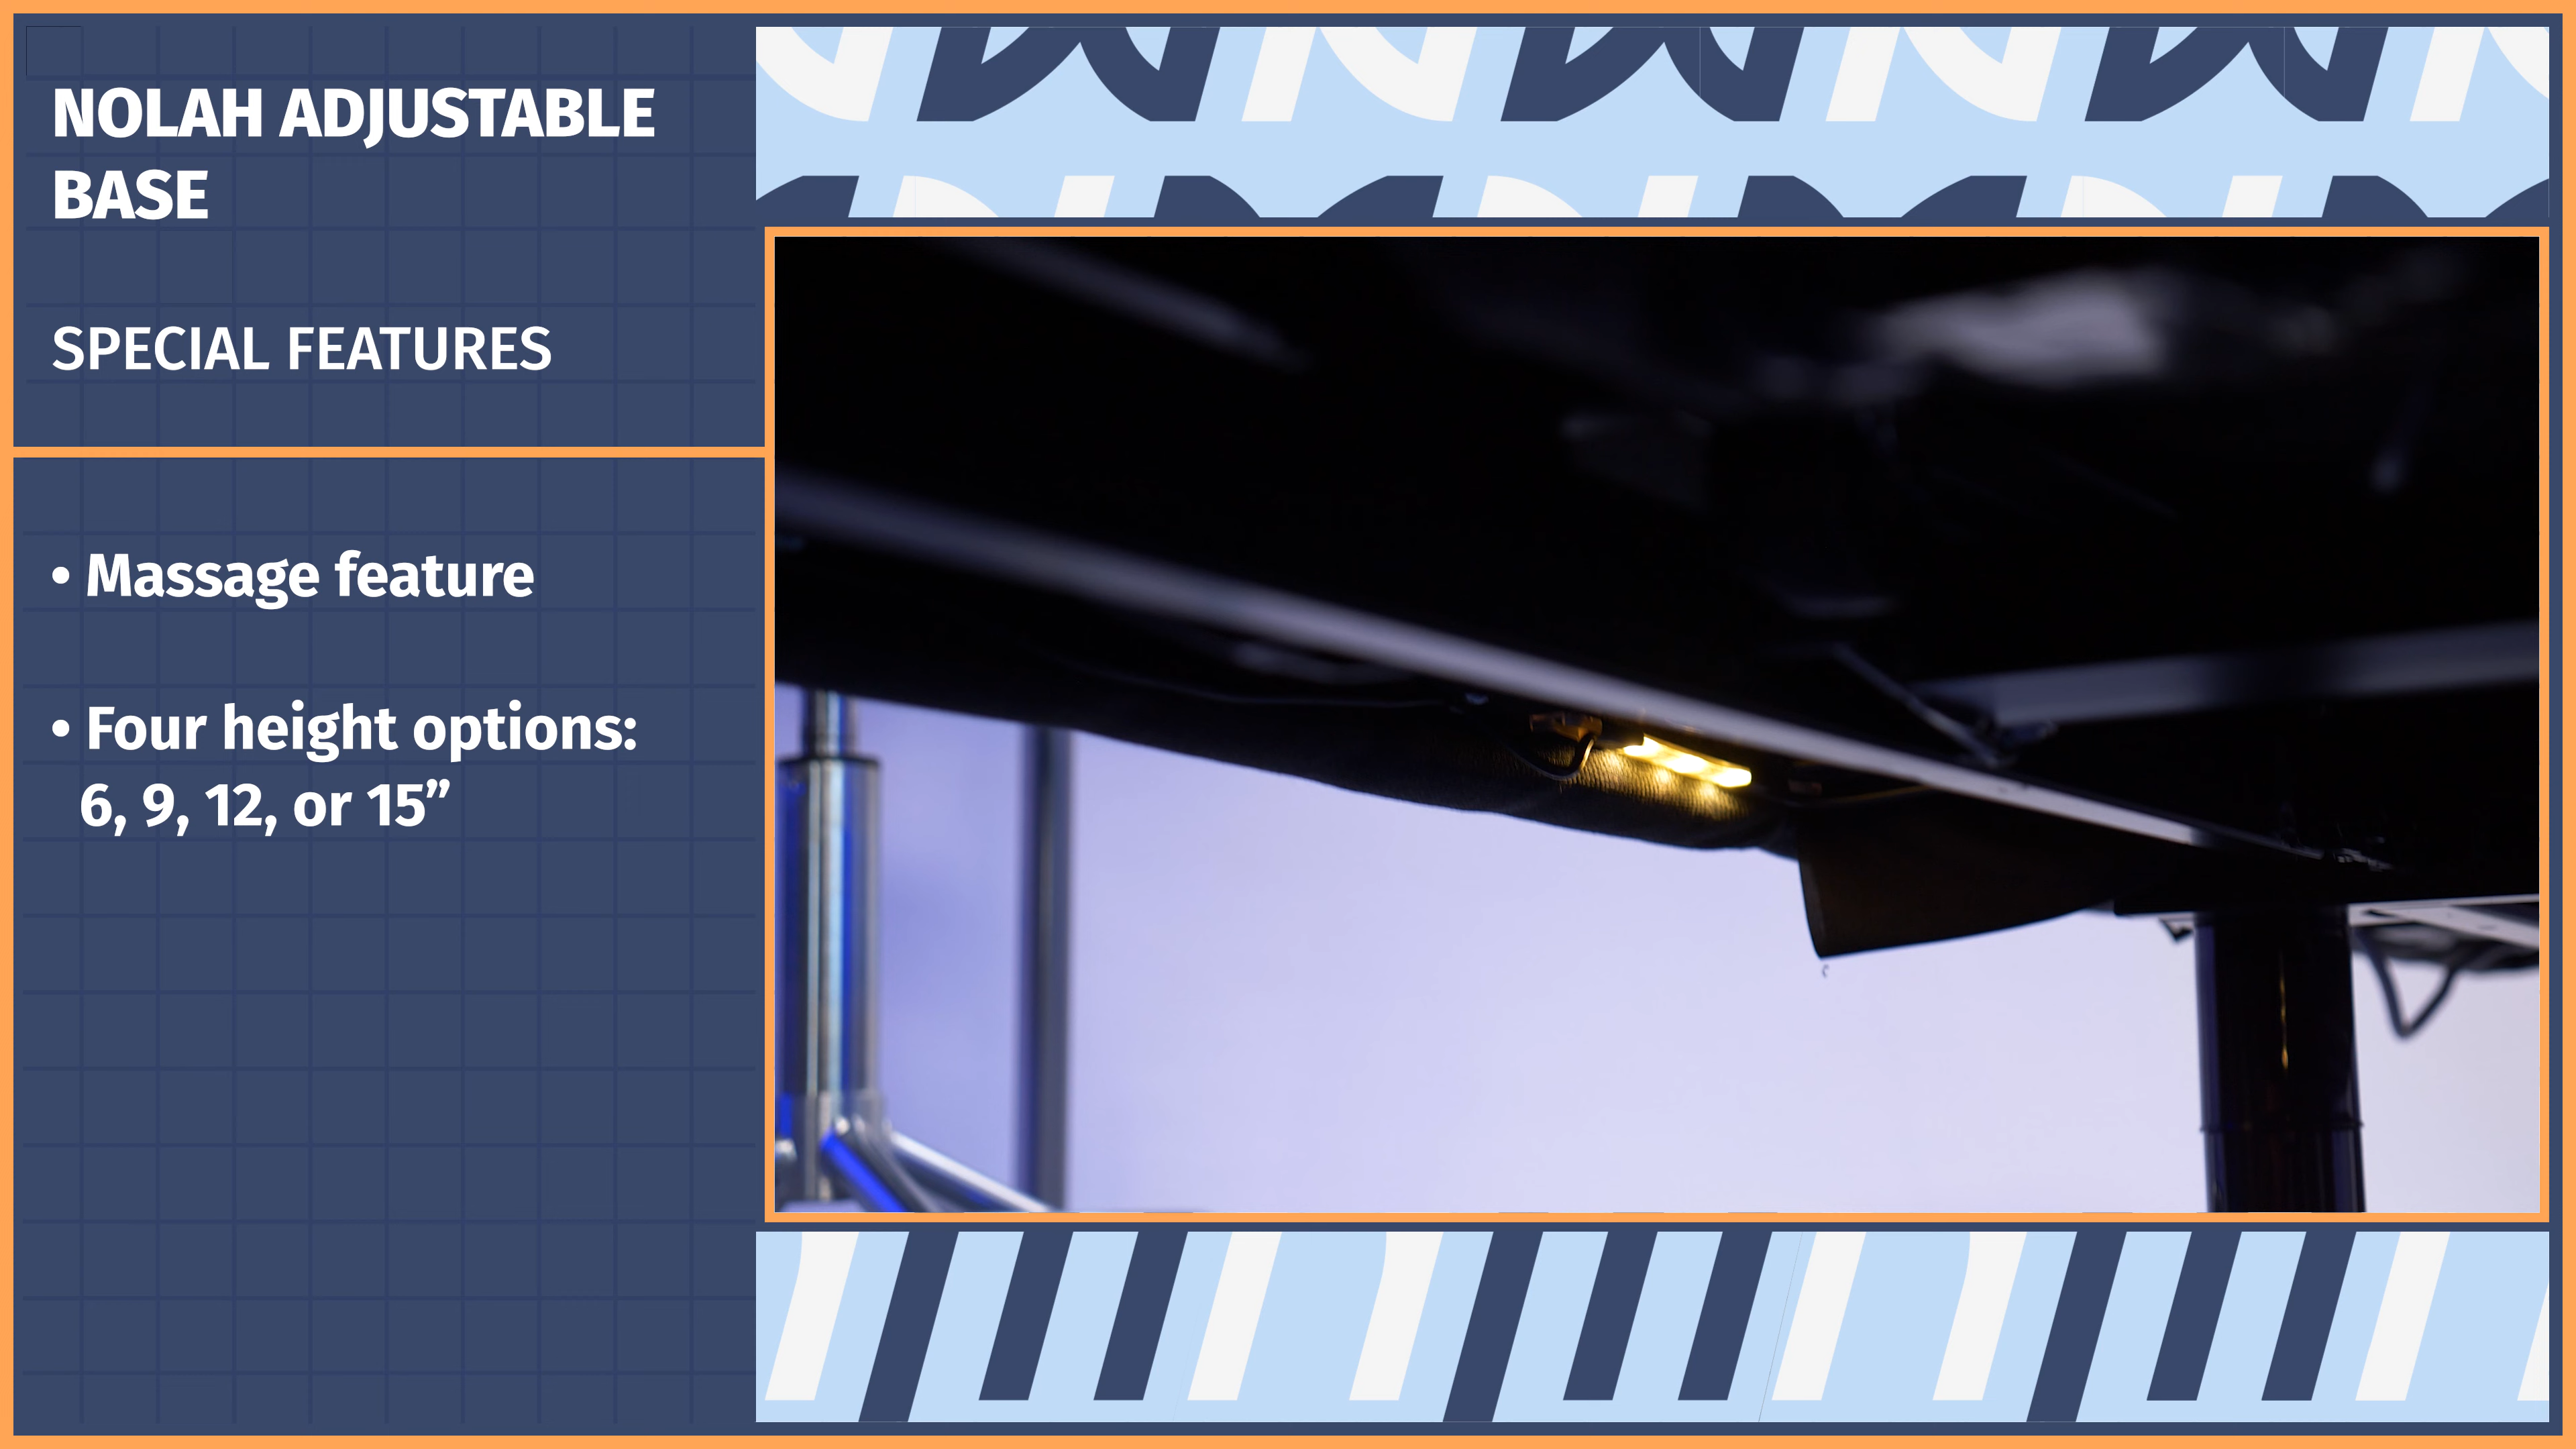 NOLAH ADJUSTABLE
BASE
SPECIAL FEATURES
• Massage feature
• Four height options:
6, 9, 12, or 15”